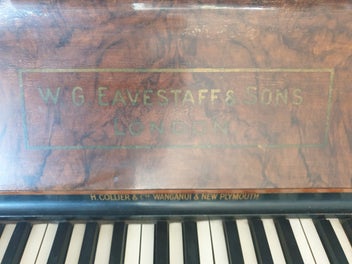 W. G. EAVESTAFF & SONS
LONDON
H. COLLIER & Co. WANGANUI & NEW PLYMOUTH